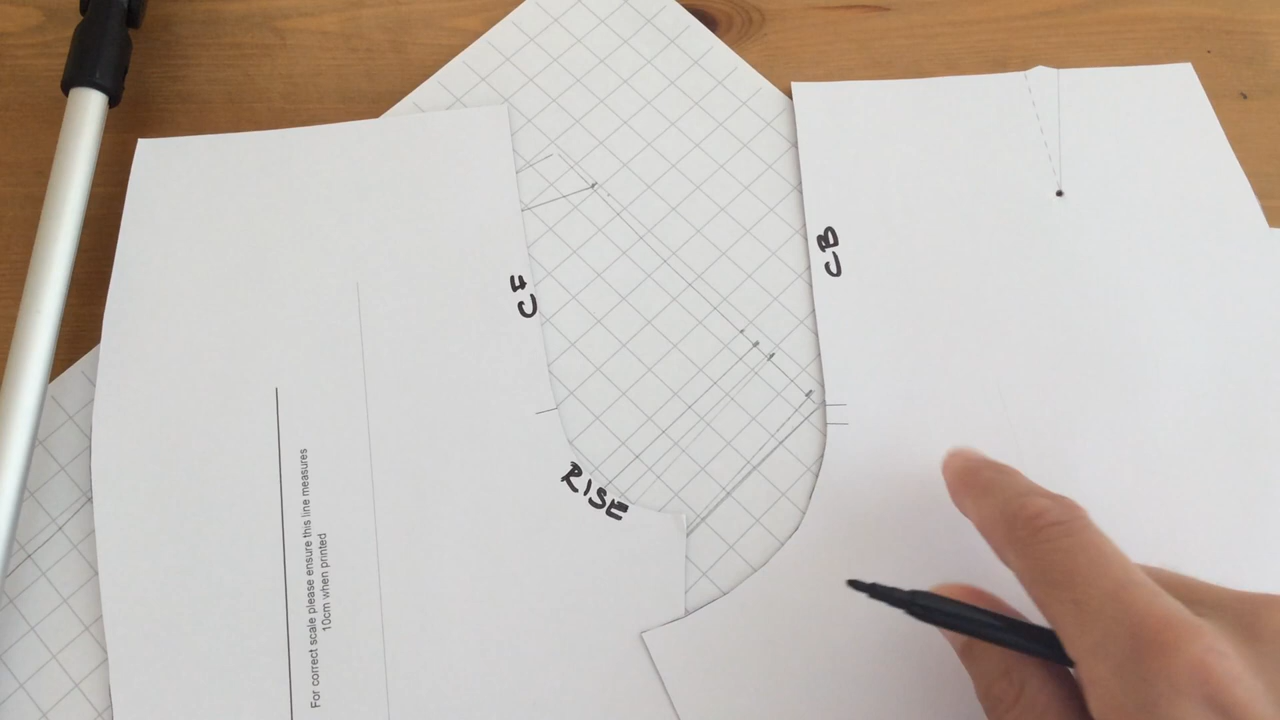 CF
RISE
CB
For correct scale please ensure this line measures
10cm when printed